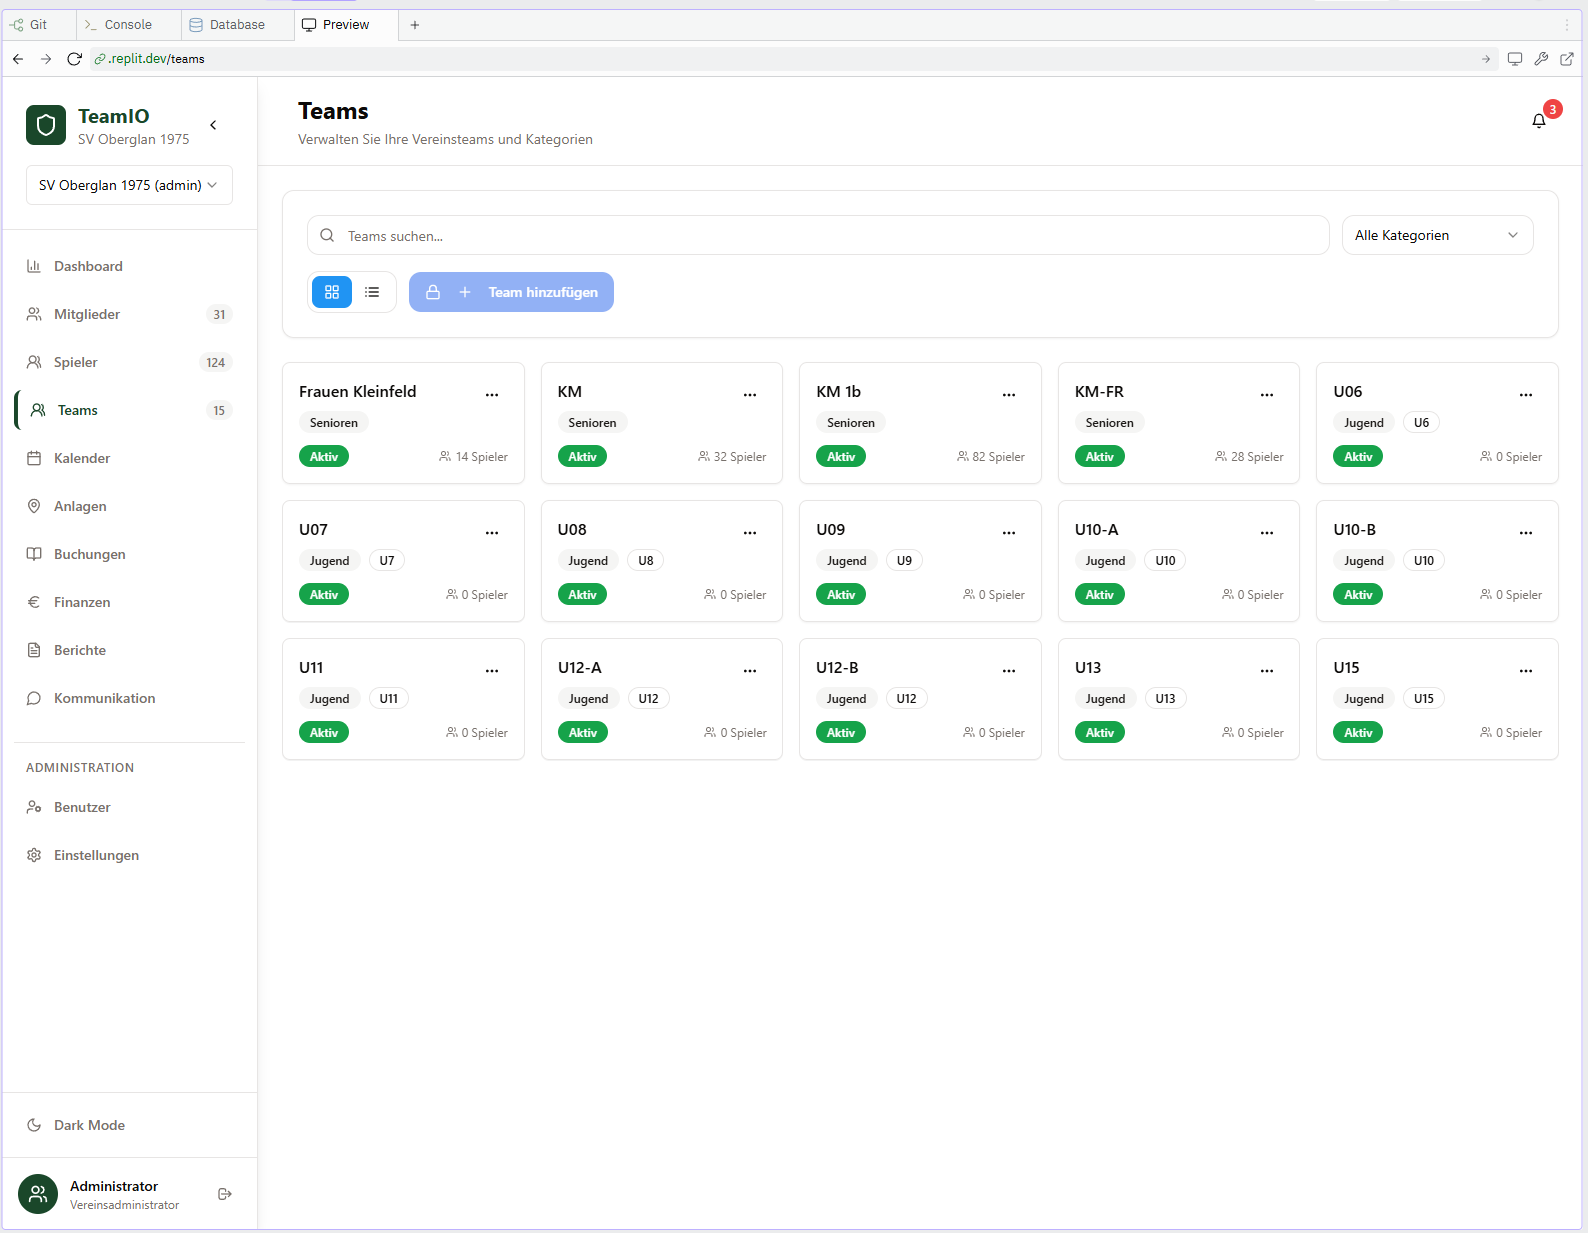 Git
Console
Database
Preview
.replit.dev/teams
TeamIO
SV Oberglan 1975
SV Oberglan 1975 (admin)
Dashboard
Mitglieder 31
Spieler 124
Teams 15
Kalender
Anlagen
Buchungen
Finanzen
Berichte
Kommunikation
ADMINISTRATION
Benutzer
Einstellungen
Dark Mode
Administrator
Vereinsadministrator
Teams
Verwalten Sie Ihre Vereinsteams und Kategorien
3
Teams suchen...
Alle Kategorien
Team hinzufügen
Frauen Kleinfeld
Senioren
Aktiv 14 Spieler
KM
Senioren
Aktiv 32 Spieler
KM 1b
Senioren
Aktiv 82 Spieler
KM-FR
Senioren
Aktiv 28 Spieler
U06
Jugend U6
Aktiv 0 Spieler
U07
Jugend U7
Aktiv 0 Spieler
U08
Jugend U8
Aktiv 0 Spieler
U09
Jugend U9
Aktiv 0 Spieler
U10-A
Jugend U10
Aktiv 0 Spieler
U10-B
Jugend U10
Aktiv 0 Spieler
U11
Jugend U11
Aktiv 0 Spieler
U12-A
Jugend U12
Aktiv 0 Spieler
U12-B
Jugend U12
Aktiv 0 Spieler
U13
Jugend U13
Aktiv 0 Spieler
U15
Jugend U15
Aktiv 0 Spieler